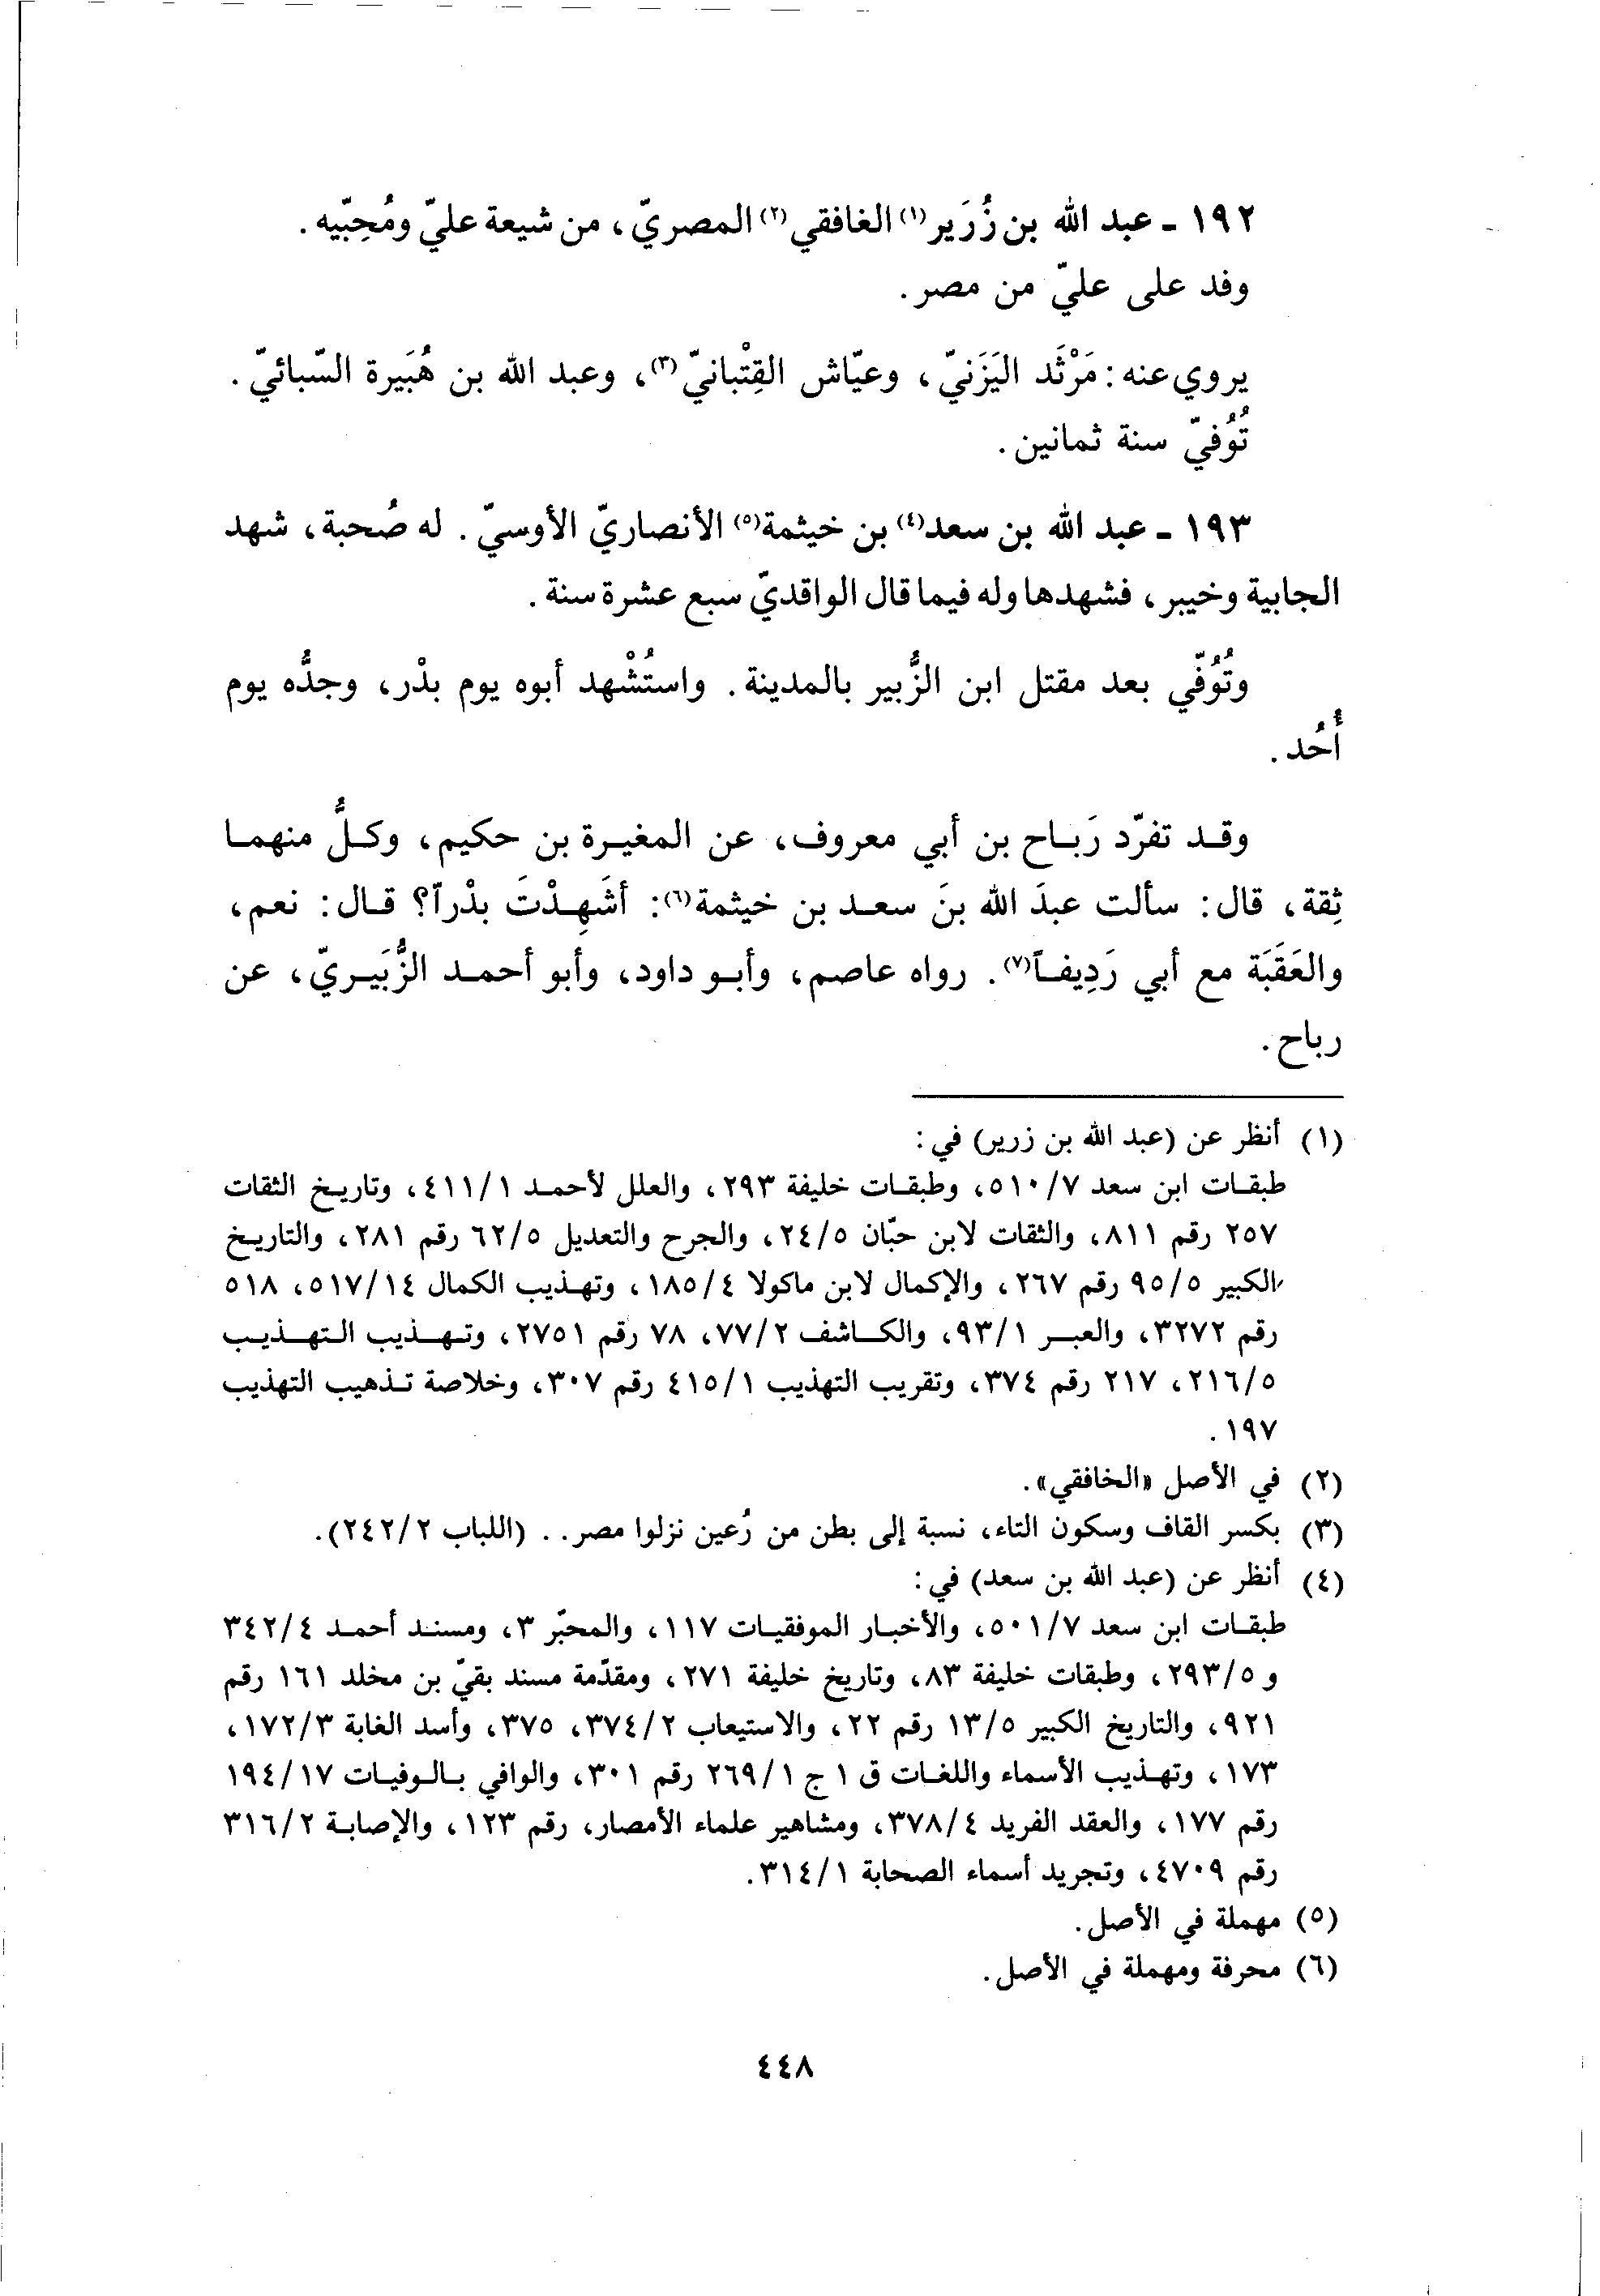 ١٩٢ - عبد الله بن زُرَير(١) الغافقي(٢) المصريّ، من شيعة عليّ ومُحِبّيه.
وفد على عليّ من مصر.
يروي عنه: مَرْثَد اليَزَنيّ، وعيّاش القِتْبانيّ(٣)، وعبد الله بن هُبَيرة السّبائيّ.
تُوُفيّ سنة ثمانين.
١٩٣ - عبد الله بن سعد(٤) بن خيثمة(٥) الأنصاريّ الأوسيّ. له صُحبة، شهد
الجابية وخيبر، فشهدها وله فيما قال الواقديّ سبع عشرة سنة.
وتُوُفّي بعد مقتل ابن الزُّبير بالمدينة. واستُشْهد أبوه يوم بدْر، وجدُّه يوم
أُحُد.
وقد تفرّد رَباح بن أبي معروف، عن المغيرة بن حكيم، وكلُّ منهما
ثِقة، قال: سألت عبدَ الله بنَ سعد بن خيثمة(٦): أشَهِدْتَ بدْراً؟ قال: نعم،
والعَقَبَة مع أبي رَدِيفاً(٧). رواه عاصم، وأبو داود، وأبو أحمد الزُّبَيريّ، عن
رباح.
(١) أنظر عن (عبد الله بن زرير) في:
طبقات ابن سعد ٥١٠/٧، وطبقات خليفة ٢٩٣، والعلل لأحمد ٤١١/١، وتاريخ الثقات
٢٥٧ رقم ٨١١، والثقات لابن حبّان ٢٤/٥، والجرح والتعديل ٦٢/٥ رقم ٢٨١، والتاريخ
الكبير ٩٥/٥ رقم ٢٦٧، والإكمال لابن ماكولا ١٨٥/٤، وتهذيب الكمال ٥١٧/١٤، ٥١٨
رقم ٣٢٧٢، والعبر ٩٣/١، والكاشف ٧٧/٢، ٧٨ رقم ٢٧٥١، وتهذيب التهذيب
٢١٦/٥، ٢١٧ رقم ٣٧٤، وتقريب التهذيب ٤١٥/١ رقم ٣٠٧، وخلاصة تذهيب التهذيب
١٩٧.
(٢) في الأصل «الخافقي».
(٣) بكسر القاف وسكون التاء، نسبة إلى بطن من رُعين نزلوا مصر.. (اللباب ٢٤٢/٢).
(٤) أنظر عن (عبد الله بن سعد) في:
طبقات ابن سعد ٥٠١/٧، والأخبار الموفقيات ١١٧، والمحبّر ٣، ومسند أحمد ٣٤٢/٤
و ٢٩٣/٥، وطبقات خليفة ٨٣، وتاريخ خليفة ٢٧١، ومقدّمة مسند بقيّ بن مخلد ١٦١ رقم
٩٢١، والتاريخ الكبير ١٣/٥ رقم ٢٢، والاستيعاب ٣٧٤/٢، ٣٧٥، وأسد الغابة ١٧٢/٣،
١٧٣، وتهذيب الأسماء واللغات ق ١ ج ٢٦٩/١ رقم ٣٠١، والوافي بالوفيات ١٩٤/١٧
رقم ١٧٧، والعقد الفريد ٣٧٨/٤، ومشاهير علماء الأمصار، رقم ١٢٣، والإصابة ٣١٦/٢
رقم ٤٧٠٩، وتجريد أسماء الصحابة ٣١٤/١.
(٥) مهملة في الأصل.
(٦) محرفة ومهملة في الأصل.
٤٤٨